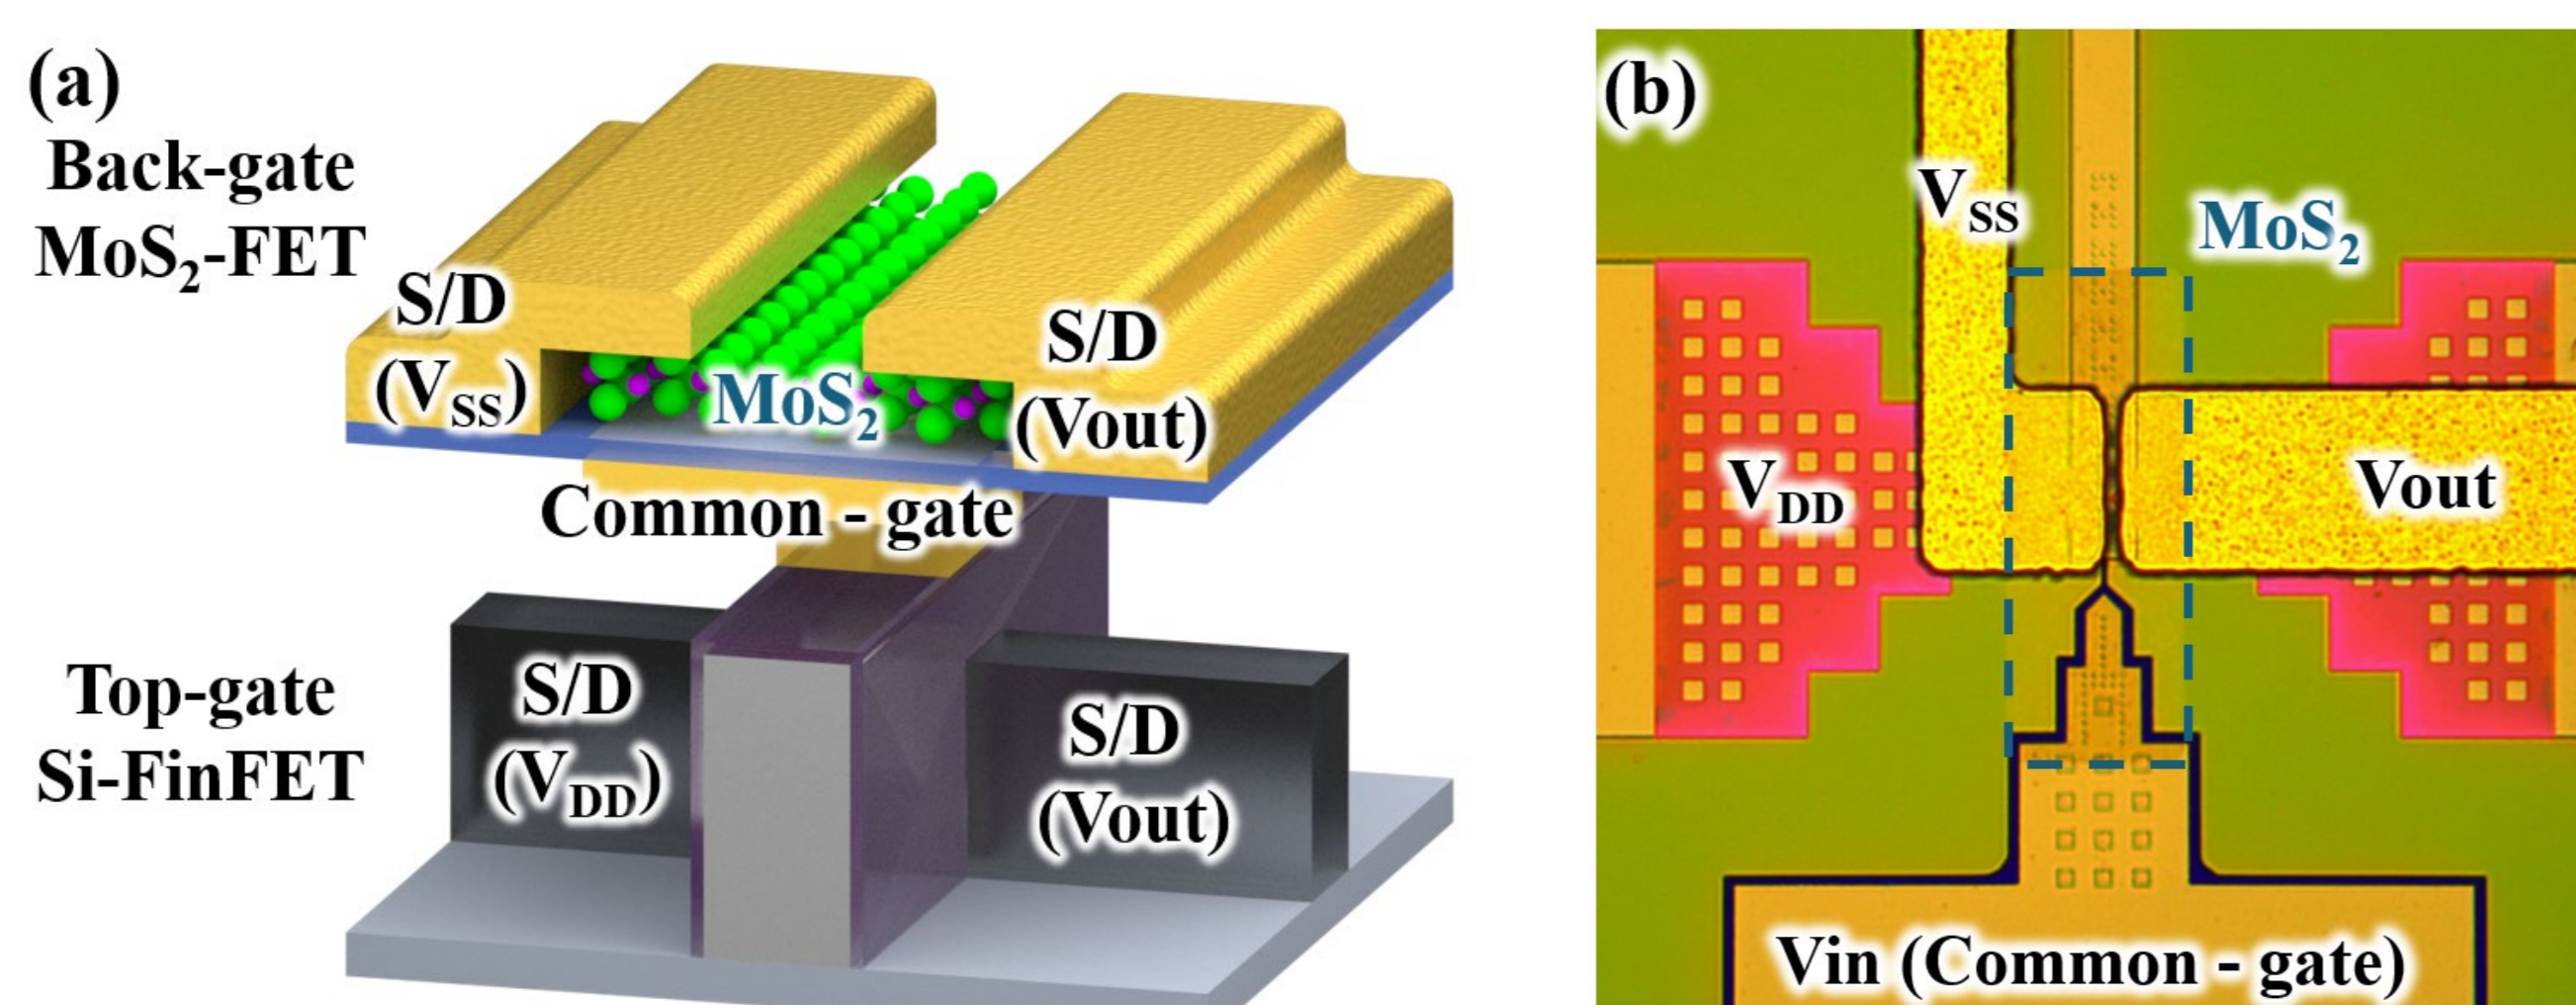 (a)
Back-gate
MoS₂-FET
S/D
(V_SS)
MoS₂
S/D
(Vout)
Common - gate
Top-gate
Si-FinFET
S/D
(V_DD)
S/D
(Vout)
(b)
V_SS
MoS₂
V_DD
Vout
Vin (Common - gate)